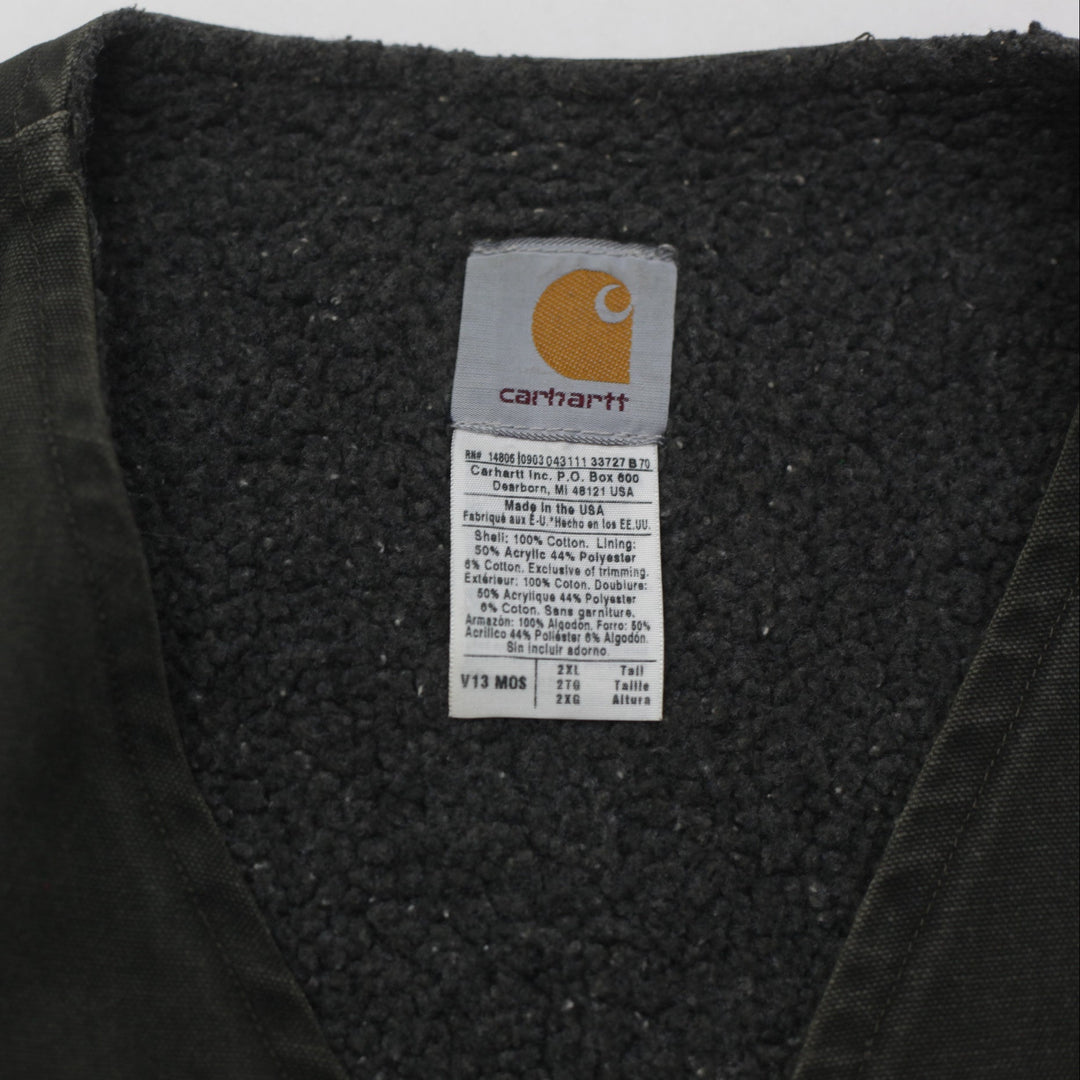 carhartt
RN# 14806 0903 043111 33727 B 70
Carhartt Inc. P.O. Box 600
Dearborn, MI 48121 USA
Made in the USA
Fabriqué aux É-U.*Hecho en los EE.UU.
Shell: 100% Cotton. Lining:
50% Acrylic 44% Polyester
6% Cotton. Exclusive of trimming.
Extérieur: 100% Coton. Doublure:
50% Acrylique 44% Polyester
6% Coton. Sans garniture.
Armazón: 100% Algodón. Forro: 50%
Acrílico 44% Poliéster 6% Algodón.
Sin incluir adorno.
V13 MOS
2XL Tall
2TG Taille
2XG Altura